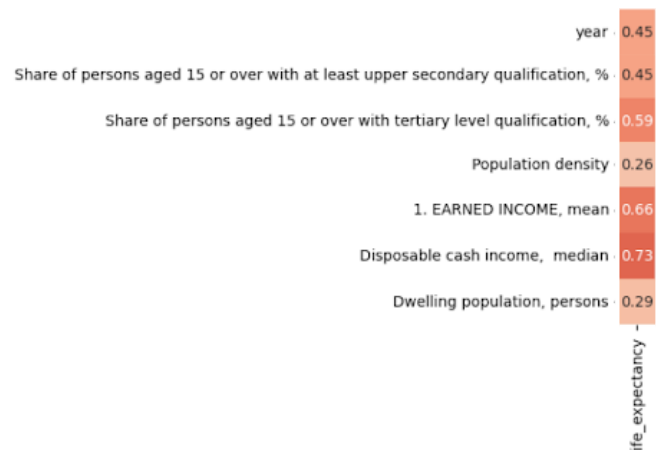 year 0.45
Share of persons aged 15 or over with at least upper secondary qualification, % 0.45
Share of persons aged 15 or over with tertiary level qualification, % 0.59
Population density 0.26
1. EARNED INCOME, mean 0.66
Disposable cash income,  median 0.73
Dwelling population, persons 0.29
ife_expectancy